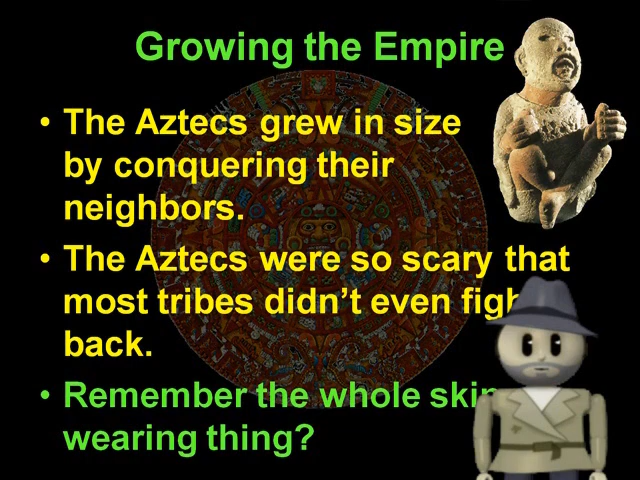 Growing the Empire
• The Aztecs grew in size
by conquering their
neighbors.
• The Aztecs were so scary that
most tribes didn't even
back.
• Remember the whole
wearing thing?